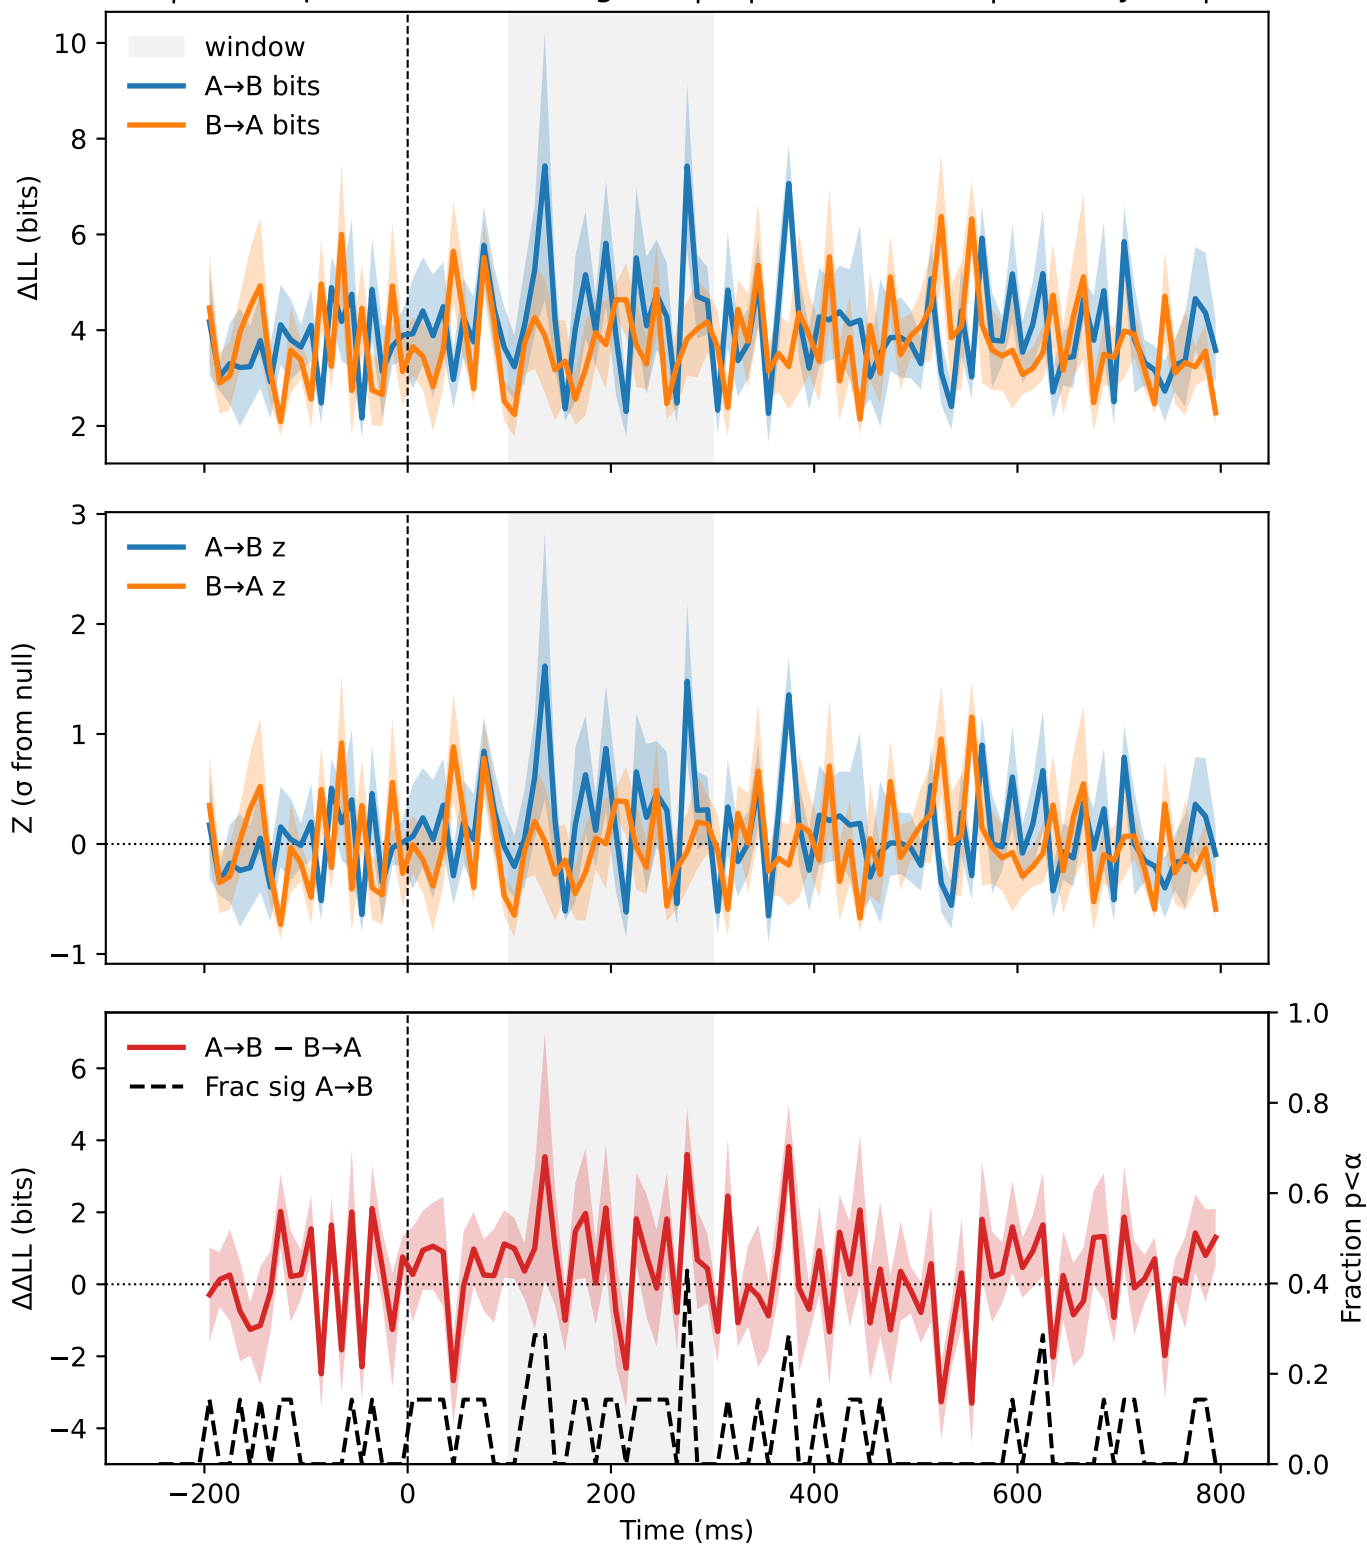 window
A→B bits
B→A bits
ΔLL (bits)
10
8
6
4
2
A→B z
B→A z
Z (σ from null)
3
2
1
0
−1
A→B − B→A
Frac sig A→B
ΔΔLL (bits)
6
4
2
0
−2
−4
1.0
0.8
0.6
0.4
0.2
0.0
Fraction p<α
−200
0
200
400
600
800
Time (ms)